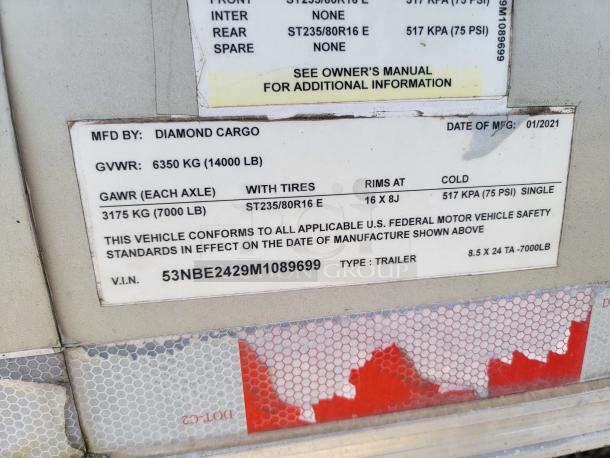 FRONT ST235/80R16 E 517 KPA (75 PSI)
INTER NONE
REAR ST235/80R16 E 517 KPA (75 PSI)
SPARE NONE
SEE OWNER'S MANUAL
FOR ADDITIONAL INFORMATION
9M1089699
MFD BY: DIAMOND CARGO DATE OF MFG: 01/2021
GVWR: 6350 KG (14000 LB)
GAWR (EACH AXLE) WITH TIRES RIMS AT COLD
3175 KG (7000 LB) ST235/80R16 E 16 X 8J 517 KPA (75 PSI) SINGLE
THIS VEHICLE CONFORMS TO ALL APPLICABLE U.S. FEDERAL MOTOR VEHICLE SAFETY
STANDARDS IN EFFECT ON THE DATE OF MANUFACTURE SHOWN ABOVE
V.I.N. 53NBE2429M1089699 TYPE : TRAILER 8.5 X 24 TA -7000LB
GROUP
DOT-C2